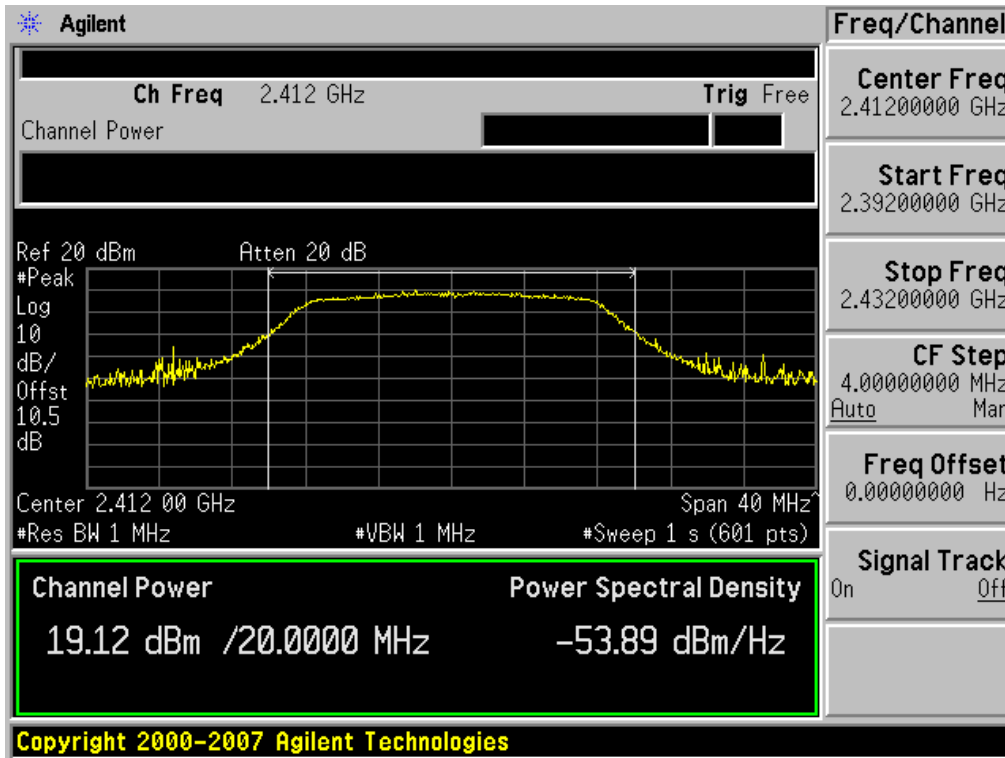 Agilent
Freq/Channel
Ch Freq 2.412 GHz Trig Free
Channel Power
Center Freq
2.41200000 GHz
Start Freq
2.39200000 GHz
Stop Freq
2.43200000 GHz
CF Step
4.00000000 MHz
Auto Man
Freq Offset
0.00000000 Hz
Signal Track
On Off
Ref 20 dBm Atten 20 dB
#Peak
Log
10
dB/
Offst
10.5
dB
Center 2.412 00 GHz Span 40 MHz^
#Res BW 1 MHz #VBW 1 MHz #Sweep 1 s (601 pts)
Channel Power Power Spectral Density
19.12 dBm /20.0000 MHz -53.89 dBm/Hz
Copyright 2000-2007 Agilent Technologies